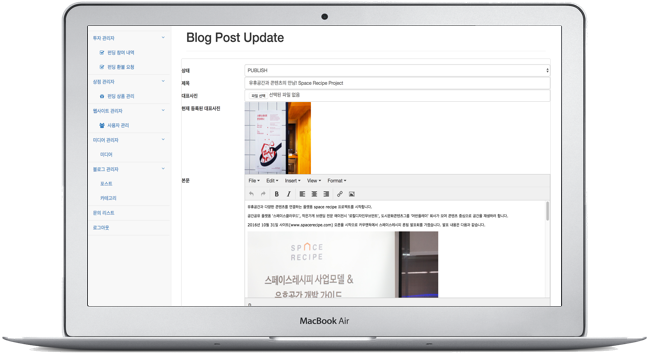 투자 관리자
펀딩 참여 내역
펀딩 환불 요청
상점 관리자
펀딩 상품 관리
웹사이트 관리자
사용자 관리
미디어 관리자
미디어
블로그 관리자
포스트
카테고리
문의 리스트
로그아웃
Blog Post Update
상태
PUBLISH
제목
유휴공간과 콘텐츠의 만남! Space Recipe Project
대표사진
파일 선택 선택된 파일 없음
현재 등록된 대표사진
본문
File Edit Insert View Format
유휴공간과 다양한 콘텐츠를 연결하는 플랫폼 space recipe 프로젝트를 시작합니다.
2016년 10월 31일 사이트(www.spacerecipe.com) 오픈을
SPACE
RECIPE
스페이스레시피 사업모델 &
유휴공간 개발 가이드
MacBook Air